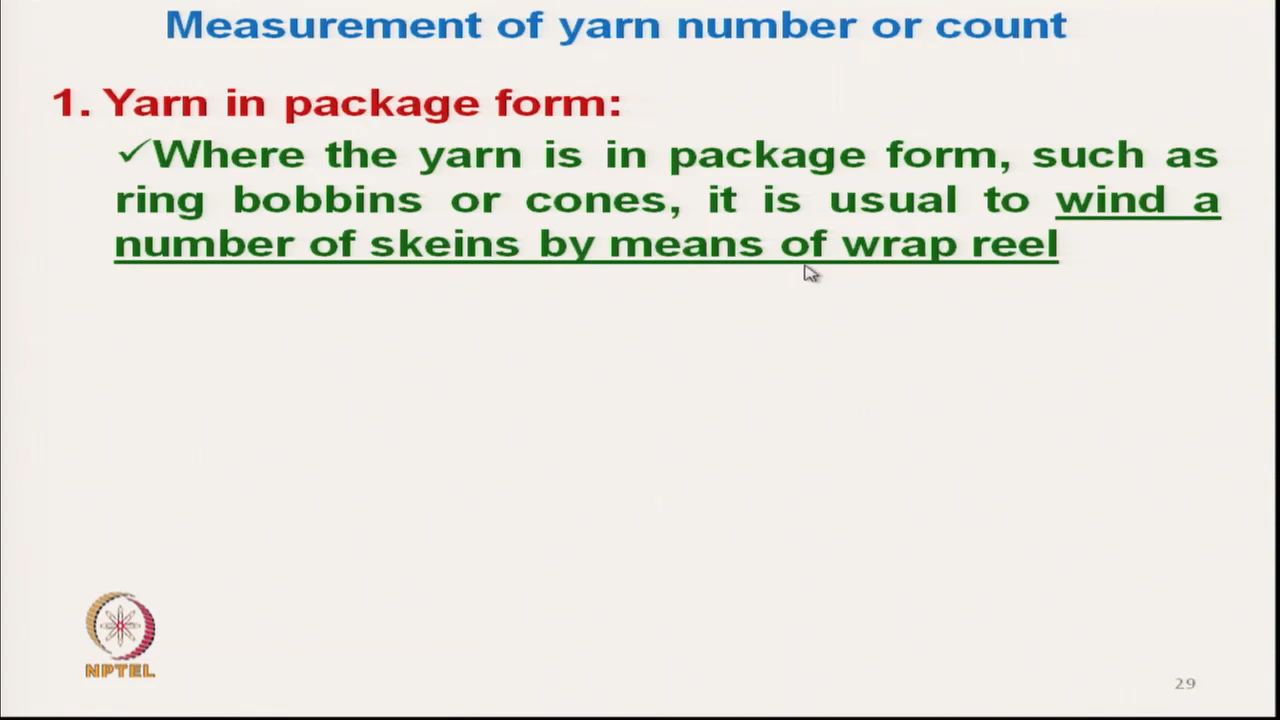 Measurement of yarn number or count
1. Yarn in package form:
✓Where the yarn is in package form, such as
ring bobbins or cones, it is usual to wind a
number of skeins by means of wrap reel
NPTEL
29